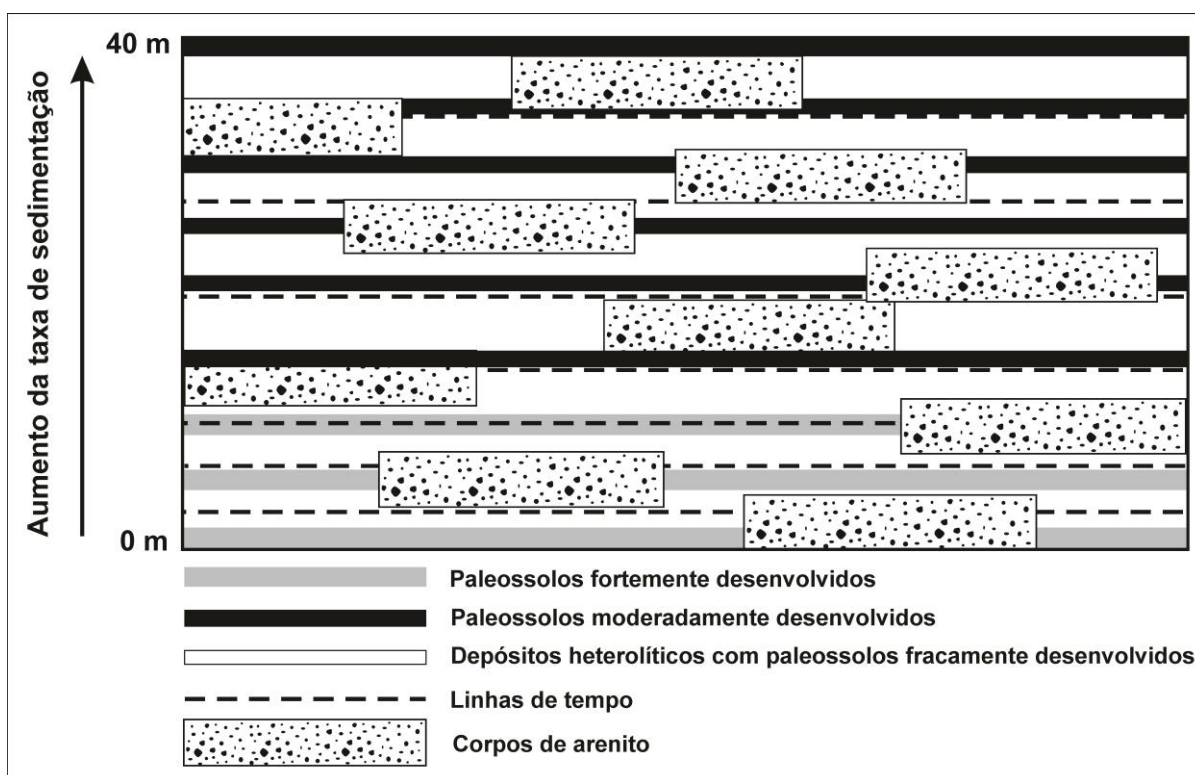 40 m
Aumento da taxa de sedimentação
0 m
Paleossolos fortemente desenvolvidos
Paleossolos moderadamente desenvolvidos
Depósitos heterolíticos com paleossolos fracamente desenvolvidos
Linhas de tempo
Corpos de arenito